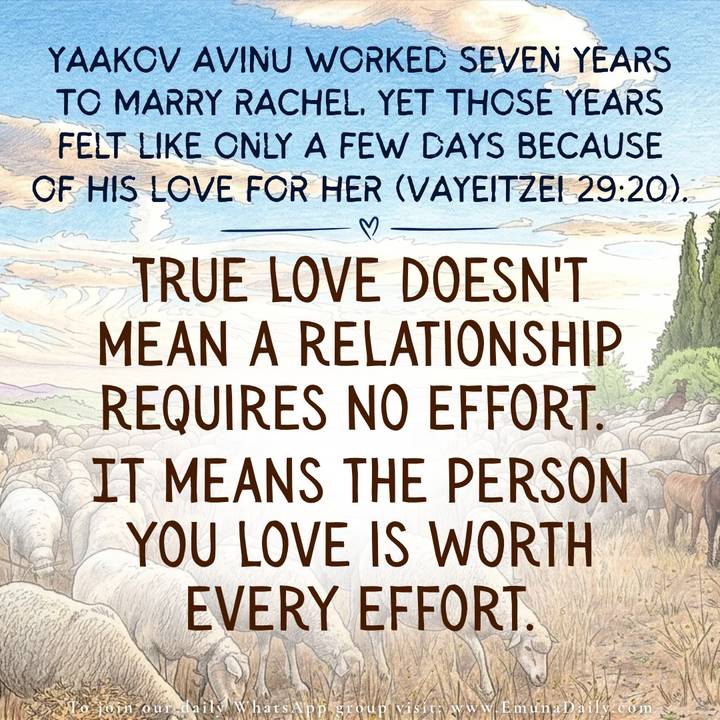 YAAKOV AVINU WORKED SEVEN YEARS
TO MARRY RACHEL, YET THOSE YEARS
FELT LIKE ONLY A FEW DAYS BECAUSE
OF HIS LOVE FOR HER (VAYEITZEI 29:20).
TRUE LOVE DOESN'T
MEAN A RELATIONSHIP
REQUIRES NO EFFORT.
IT MEANS THE PERSON
YOU LOVE IS WORTH
EVERY EFFORT.
To join our daily WhatsApp group visit: www.EmunaDaily.com